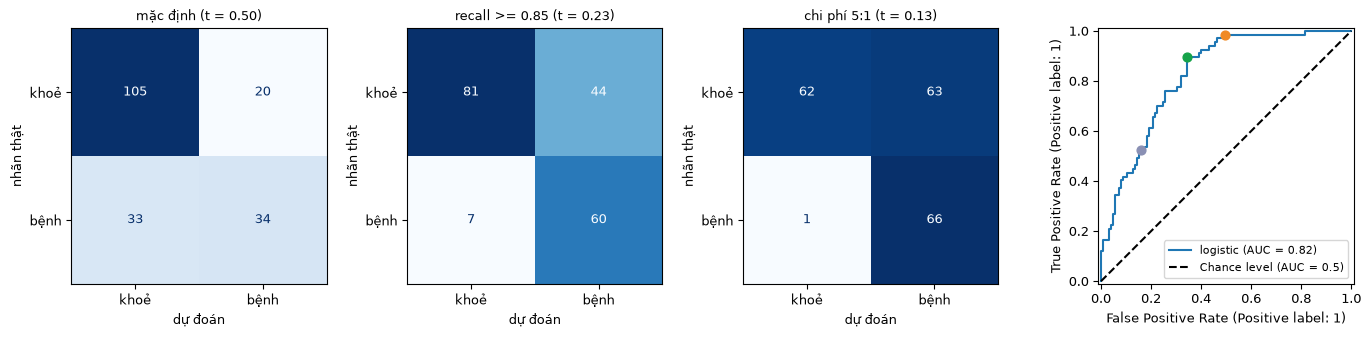 mặc định (t = 0.50)
khoẻ
bệnh
nhãn thật
105
20
33
34
khoẻ
bệnh
dự đoán
recall >= 0.85 (t = 0.23)
khoẻ
bệnh
nhãn thật
81
44
7
60
khoẻ
bệnh
dự đoán
chi phí 5:1 (t = 0.13)
khoẻ
bệnh
nhãn thật
62
63
1
66
khoẻ
bệnh
dự đoán
True Positive Rate (Positive label: 1)
1.0
0.8
0.6
0.4
0.2
0.0
logistic (AUC = 0.82)
Chance level (AUC = 0.5)
0.0
0.2
0.4
0.6
0.8
1.0
False Positive Rate (Positive label: 1)